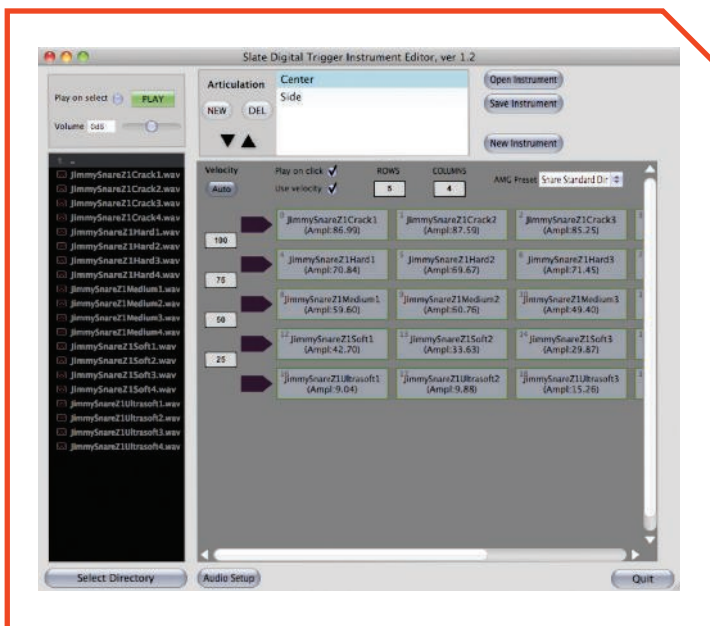 Slate Digital Trigger Instrument Editor, ver 1.2
Play on select PLAY
Volume 0dB
Articulation
NEW DEL
Center
Side
Open Instrument
Save Instrument
New Instrument
JimmySnareZ1Crack1.wav
JimmySnareZ1Crack2.wav
JimmySnareZ1Crack3.wav
JimmySnareZ1Crack4.wav
JimmySnareZ1Hard1.wav
JimmySnareZ1Hard2.wav
JimmySnareZ1Hard3.wav
JimmySnareZ1Hard4.wav
JimmySnareZ1Medium1.wav
JimmySnareZ1Medium2.wav
JimmySnareZ1Medium3.wav
JimmySnareZ1Medium4.wav
JimmySnareZ1Soft1.wav
JimmySnareZ1Soft2.wav
JimmySnareZ1Soft3.wav
JimmySnareZ1Soft4.wav
JimmySnareZ1Ultrasoft1.wav
JimmySnareZ1Ultrasoft2.wav
JimmySnareZ1Ultrasoft3.wav
JimmySnareZ1Ultrasoft4.wav
Velocity Play on click ROWS COLUMNS
Auto Use velocity 5 4 AMG Preset Snare Standard Dir
JimmySnareZ1Crack1 JimmySnareZ1Crack2 JimmySnareZ1Crack3
(Ampl:86.99) (Ampl:87.59) (Ampl:85.25)
100
JimmySnareZ1Hard1 JimmySnareZ1Hard2 JimmySnareZ1Hard3
(Ampl:70.84) (Ampl:69.67) (Ampl:71.45)
75
JimmySnareZ1Medium1 JimmySnareZ1Medium2 JimmySnareZ1Medium3
(Ampl:59.60) (Ampl:60.76) (Ampl:49.40)
50
12 JimmySnareZ1Soft1 13 JimmySnareZ1Soft2 14 JimmySnareZ1Soft3
(Ampl:42.70) (Ampl:33.63) (Ampl:29.87)
25
JimmySnareZ1Ultrasoft1 JimmySnareZ1Ultrasoft2 JimmySnareZ1Ultrasoft3
(Ampl:9.04) (Ampl:9.88) (Ampl:15.26)
Select Directory Audio Setup Quit